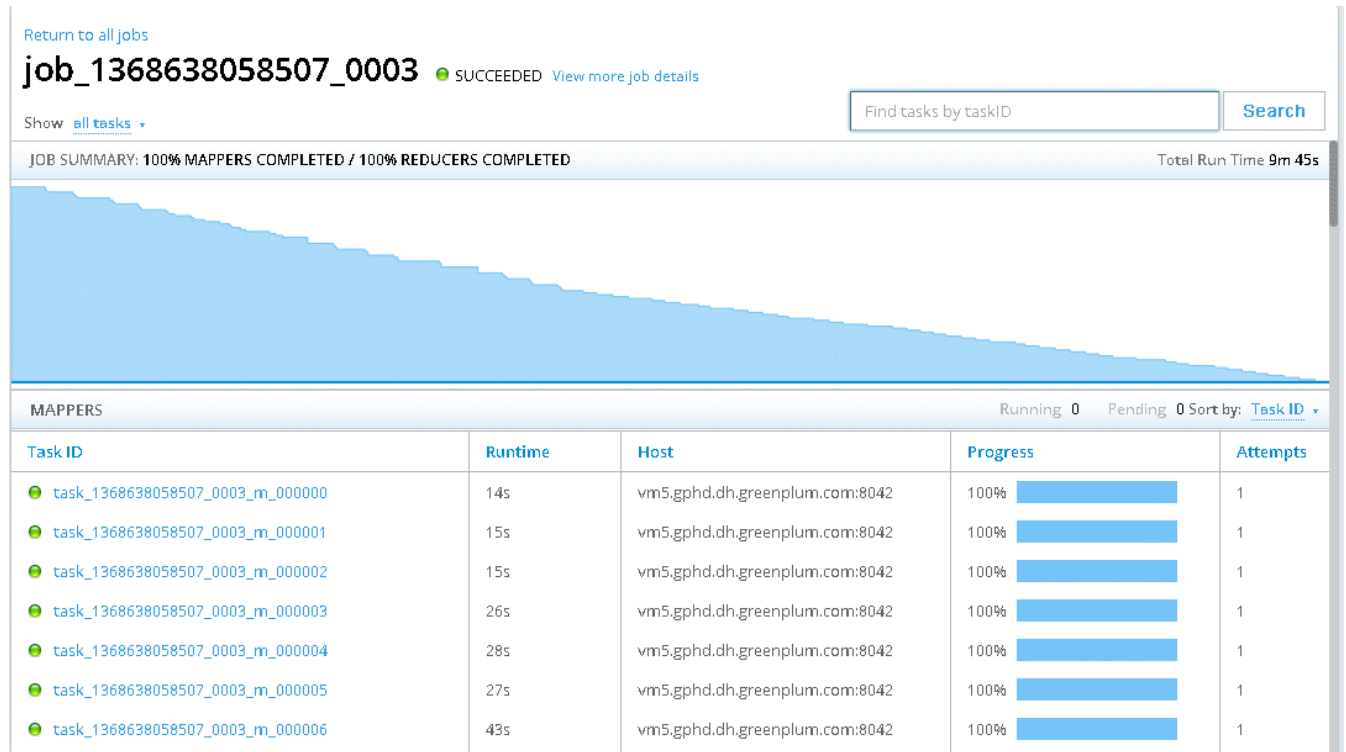 Return to all jobs
job_1368638058507_0003 SUCCEEDED View more job details
Find tasks by taskID Search
Show all tasks
JOB SUMMARY: 100% MAPPERS COMPLETED / 100% REDUCERS COMPLETED Total Run Time 9m 45s
MAPPERS Running 0 Pending 0 Sort by: Task ID
Task ID Runtime Host Progress Attempts
task_1368638058507_0003_m_000000 14s vm5.gphd.dh.greenplum.com:8042 100% 1
task_1368638058507_0003_m_000001 15s vm5.gphd.dh.greenplum.com:8042 100% 1
task_1368638058507_0003_m_000002 15s vm5.gphd.dh.greenplum.com:8042 100% 1
task_1368638058507_0003_m_000003 26s vm5.gphd.dh.greenplum.com:8042 100% 1
task_1368638058507_0003_m_000004 28s vm5.gphd.dh.greenplum.com:8042 100% 1
task_1368638058507_0003_m_000005 27s vm5.gphd.dh.greenplum.com:8042 100% 1
task_1368638058507_0003_m_000006 43s vm5.gphd.dh.greenplum.com:8042 100% 1